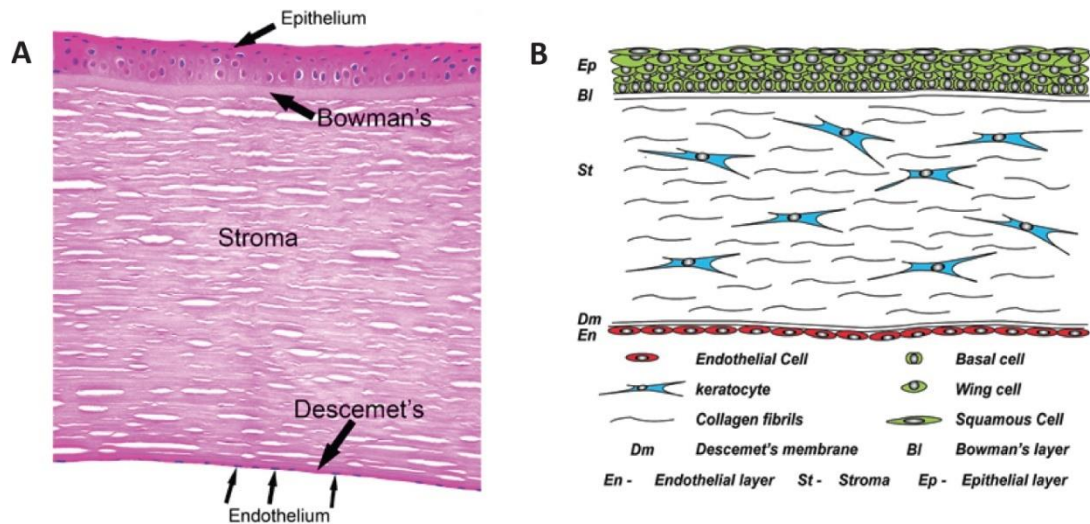 A
Epithelium
Bowman's
Stroma
Descemet's
Endothelium
B
Ep
Bl
St
Dm
En
Endothelial Cell
Basal cell
keratocyte
Wing cell
Collagen fibrils
Squamous Cell
Dm Descemet's membrane Bl Bowman's layer
En - Endothelial layer St - Stroma Ep - Epithelial layer